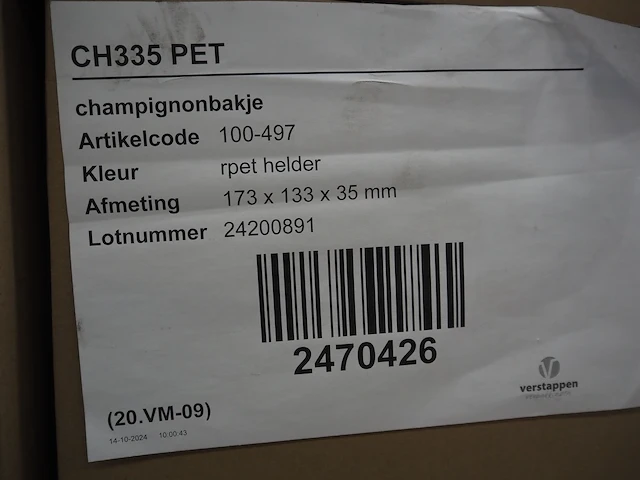 CH335 PET
champignonbakje
Artikelcode 100-497
Kleur rpet helder
Afmeting 173 x 133 x 35 mm
Lotnummer 24200891
2470426
verstappen
(20.VM-09)
14-10-2024 10:00:43